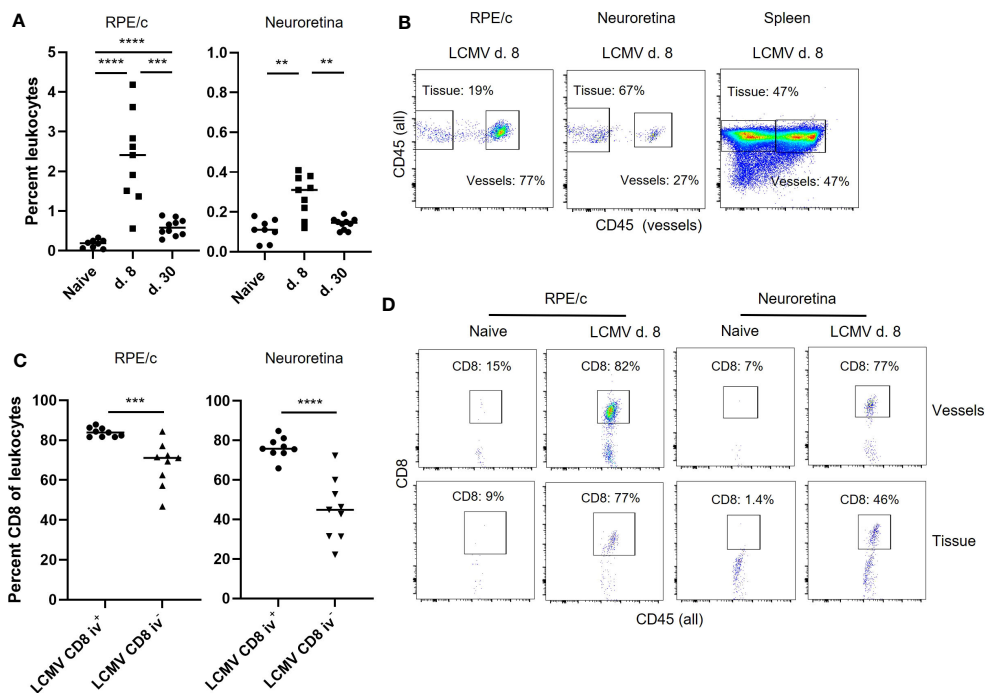 A
RPE/c
Neuroretina
Percent leukocytes
****
**** ***
5
4
3
2
1
0
Naive
d. 8
d. 30
** **
1.0
0.8
0.6
0.4
0.2
0.0
Naive
d. 8
d. 30
B
RPE/c
Neuroretina
Spleen
LCMV d. 8
LCMV d. 8
LCMV d. 8
CD45 (all)
Tissue: 19%
Vessels: 77%
Tissue: 67%
Vessels: 27%
Tissue: 47%
Vessels: 47%
CD45 (vessels)
C
RPE/c
Neuroretina
Percent CD8 of leukocytes
***
100
80
60
40
20
0
LCMV CD8 iv+
LCMV CD8 iv-
****
100
80
60
40
20
0
LCMV CD8 iv+
LCMV CD8 iv-
D
RPE/c
Neuroretina
Naive
LCMV d. 8
Naive
LCMV d. 8
CD8: 15%
CD8: 82%
CD8: 7%
CD8: 77%
Vessels
CD8
CD8: 9%
CD8: 77%
CD8: 1.4%
CD8: 46%
Tissue
CD45 (all)